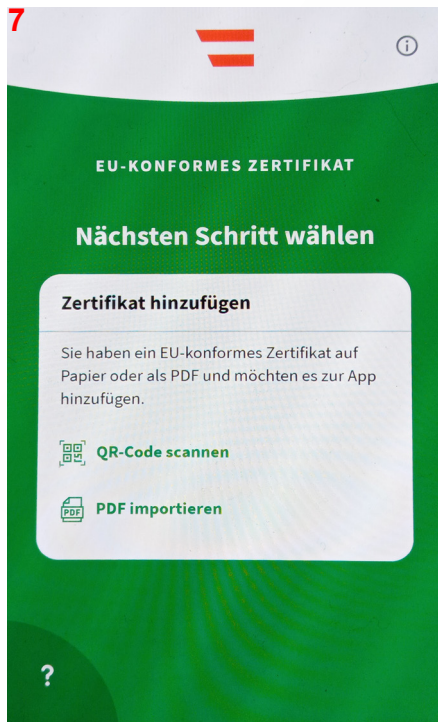 7
EU-KONFORMES ZERTIFIKAT
Nächsten Schritt wählen
Zertifikat hinzufügen
Sie haben ein EU-konformes Zertifikat auf
Papier oder als PDF und möchten es zur App
hinzufügen.
QR-Code scannen
PDF
PDF importieren
?